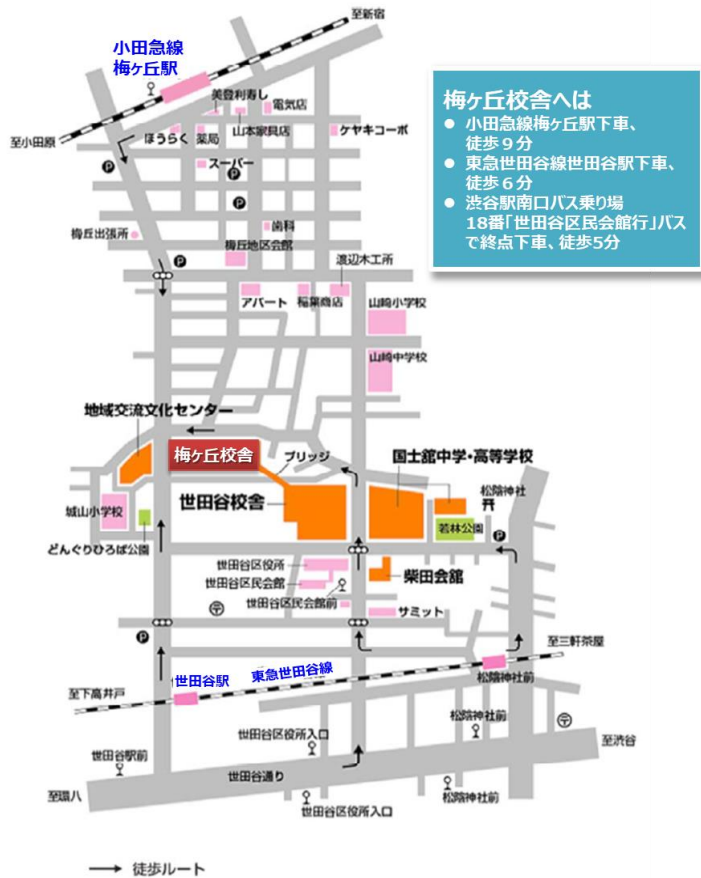 至新宿
小田急線
梅ヶ丘駅
美登利寿し
電気店
至小田原
ほうらく
薬局
山本家具店
ケヤキコーポ
スーパー
P
P
P
歯科
梅丘出張所
梅丘地区会館
P
渡辺木工所
アパート
稲葉商店
山崎小学校
山崎中学校
梅ヶ丘校舎へは
● 小田急線梅ヶ丘駅下車、
徒歩９分
● 東急世田谷線世田谷駅下車、
徒歩６分
● 渋谷駅南口バス乗り場
18番「世田谷区民会館行」バス
で終点下車、徒歩5分
地域交流文化センター
梅ヶ丘校舎
ブリッジ
国士舘中学・高等学校
世田谷校舎
松陰神社
城山小学校
若林公園
P
どんぐりひろば公園
世田谷区役所
世田谷区民会館
柴田会舘
世田谷区民会館前
サミット
〒
P
至三軒茶屋
世田谷駅
東急世田谷線
松陰神社前
至下高井戸
世田谷区役所入口
松陰神社前
〒
世田谷駅前
至渋谷
世田谷通り
至環八
世田谷区役所入口
松陰神社前
徒歩ルート